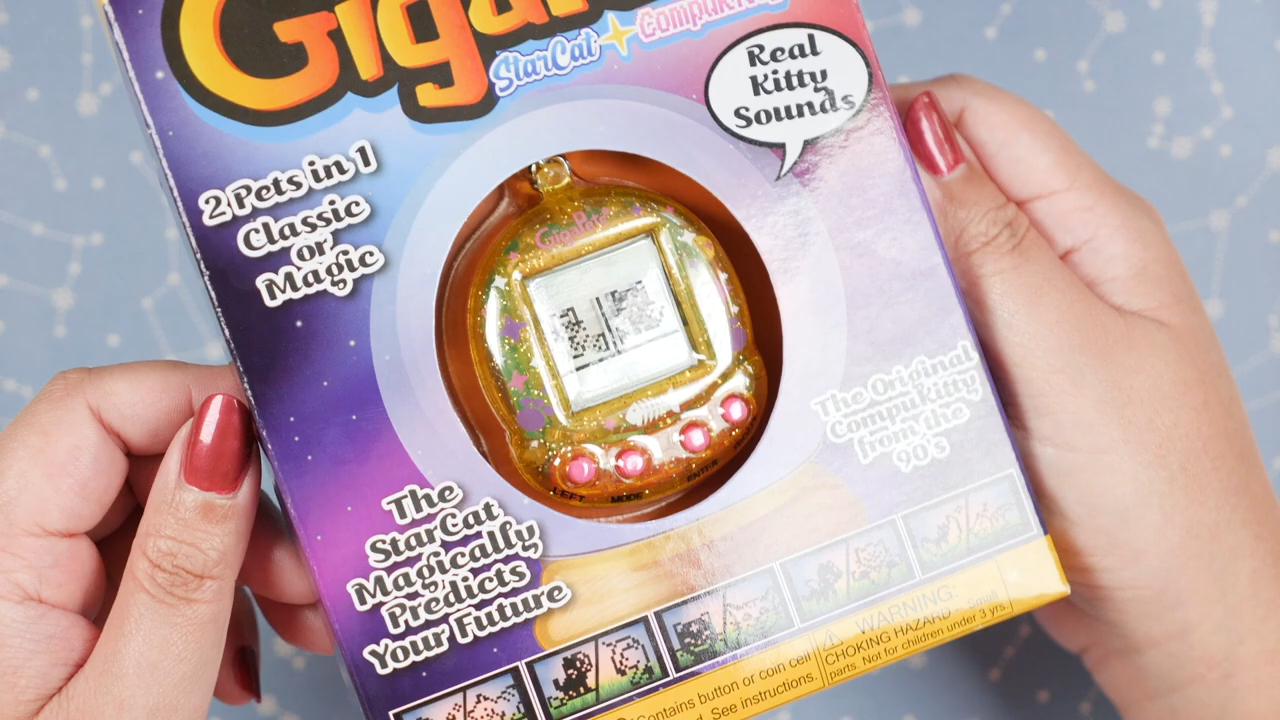 StarCat
CompuKitty
Real
Kitty
Sounds
2 Pets in 1
Classic
or
Magic
GigaPets
The Original
CompuKitty
from the
90's
LEFT
MODE
ENTER
The
StarCat
Magically
Predicts
Your Future
Contains button or coin cell
See instructions.
WARNING:
CHOKING HAZARD - Small
parts. Not for children under 3 yrs.